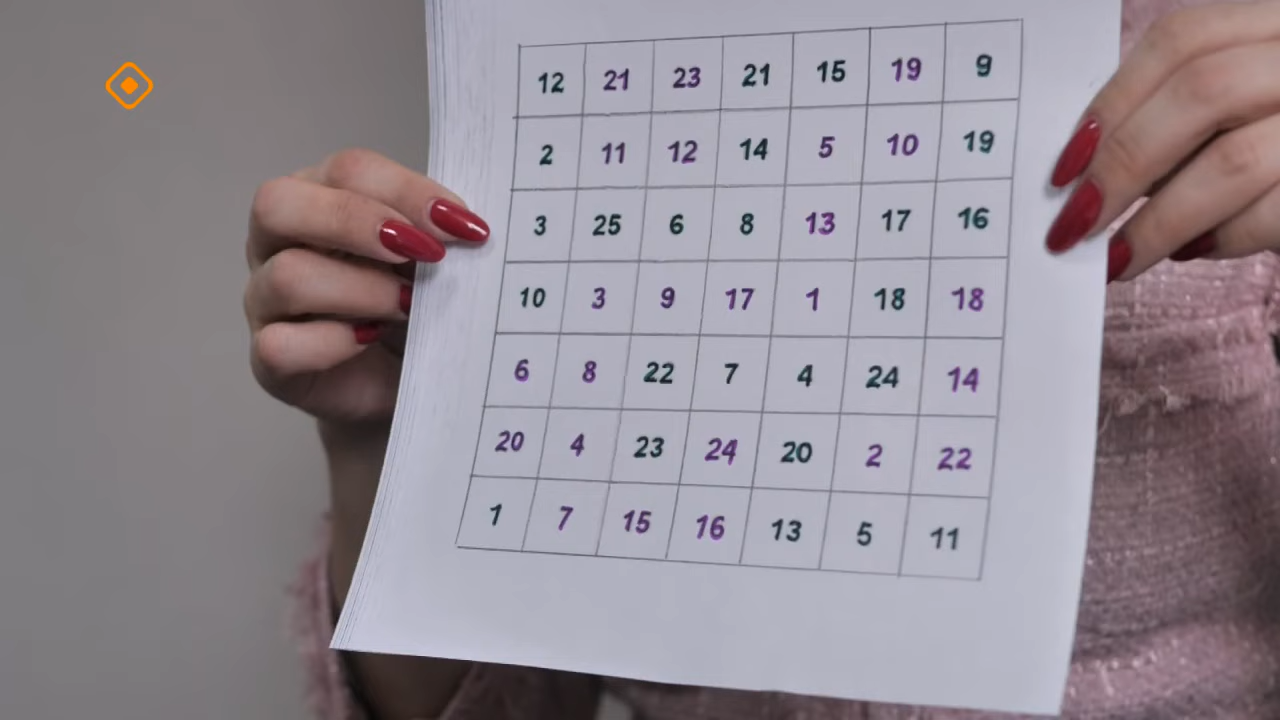 12 21 23 21 15 19 9
2 11 12 14 5 10 19
3 25 6 8 13 17 16
10 3 9 17 1 18 18
6 8 22 7 4 24 14
20 4 23 24 20 2 22
1 7 15 16 13 5 11